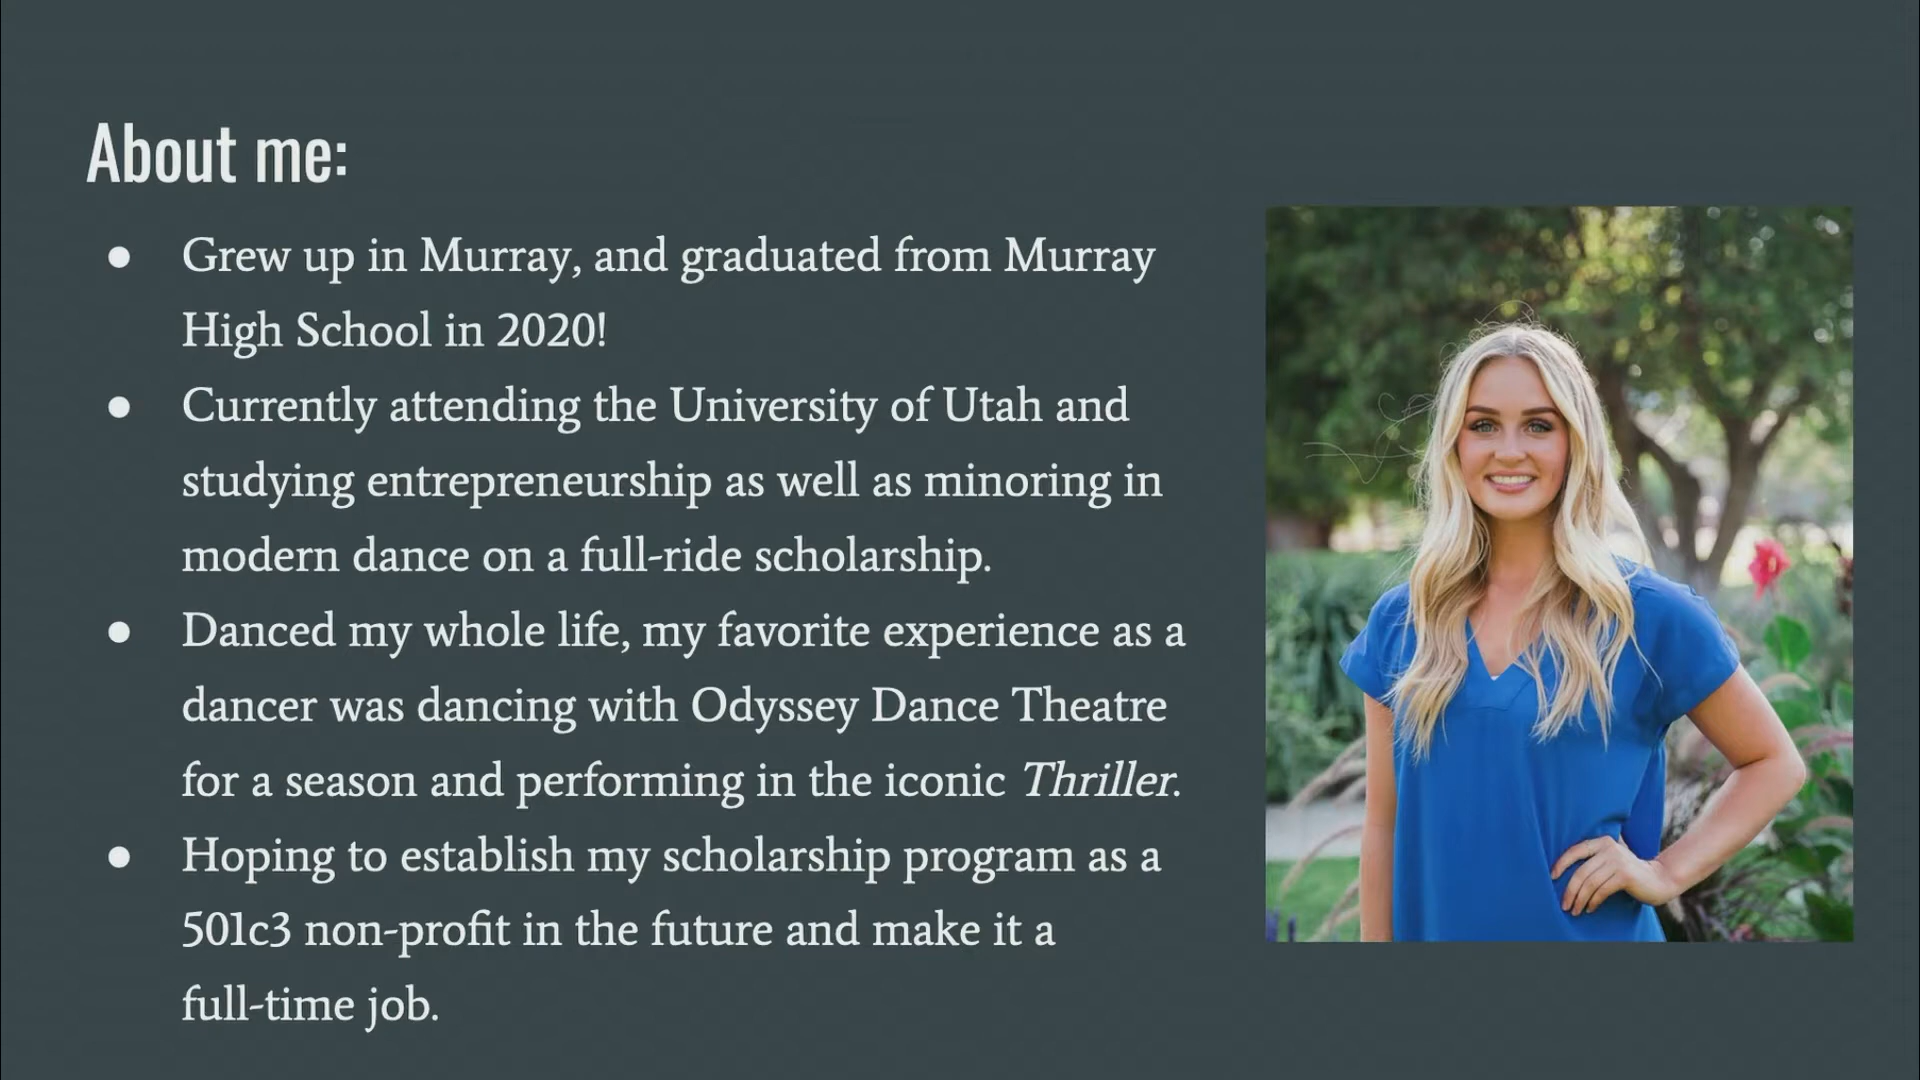 About me:
● Grew up in Murray, and graduated from Murray
High School in 2020!
● Currently attending the University of Utah and
studying entrepreneurship as well as minoring in
modern dance on a full-ride scholarship.
● Danced my whole life, my favorite experience as a
dancer was dancing with Odyssey Dance Theatre
for a season and performing in the iconic Thriller.
● Hoping to establish my scholarship program as a
501c3 non-profit in the future and make it a
full-time job.